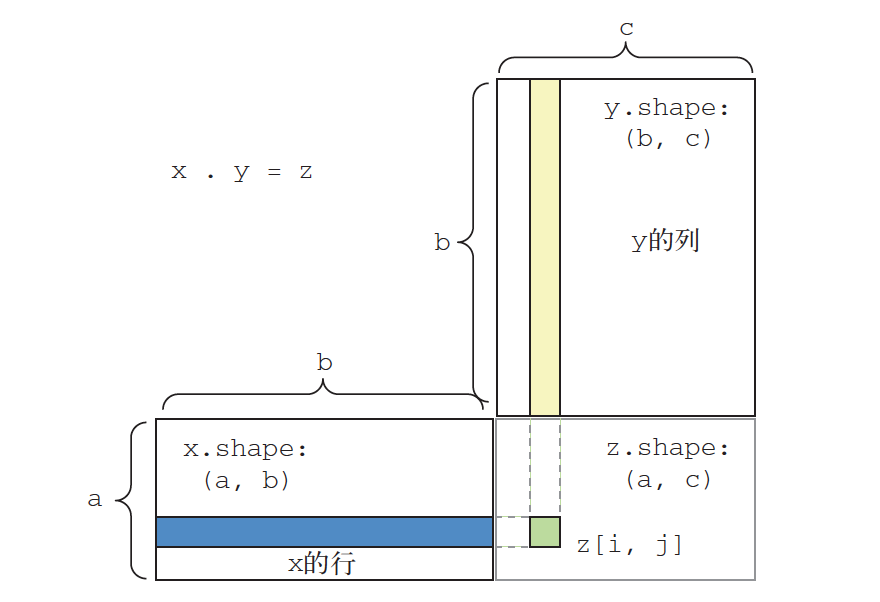 c
y.shape:
(b, c)
x . y = z
b
y的列
b
x.shape:
(a, b)
z.shape:
(a, c)
a
z[i, j]
x的行